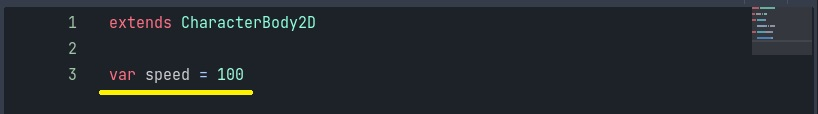 1 extends CharacterBody2D
2
3 var speed = 100